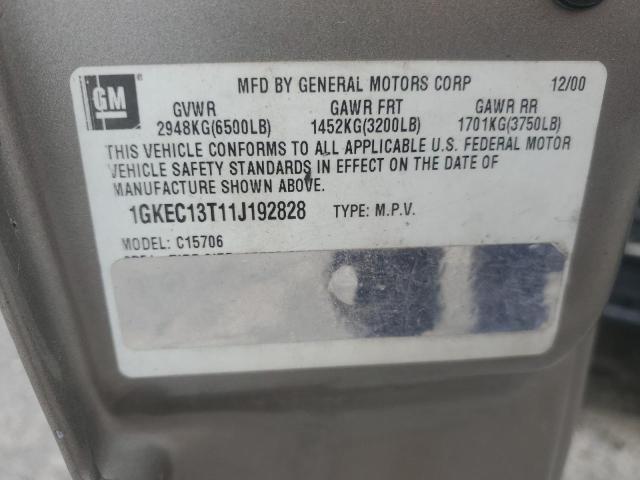 GM
MFD BY GENERAL MOTORS CORP 12/00
GVWR GAWR FRT GAWR RR
2948KG(6500LB) 1452KG(3200LB) 1701KG(3750LB)
THIS VEHICLE CONFORMS TO ALL APPLICABLE U.S. FEDERAL MOTOR
VEHICLE SAFETY STANDARDS IN EFFECT ON THE DATE OF
MANUFACTURE SHOWN ABOVE.
1GKEC13T11J192828 TYPE: M.P.V.
MODEL: C15706